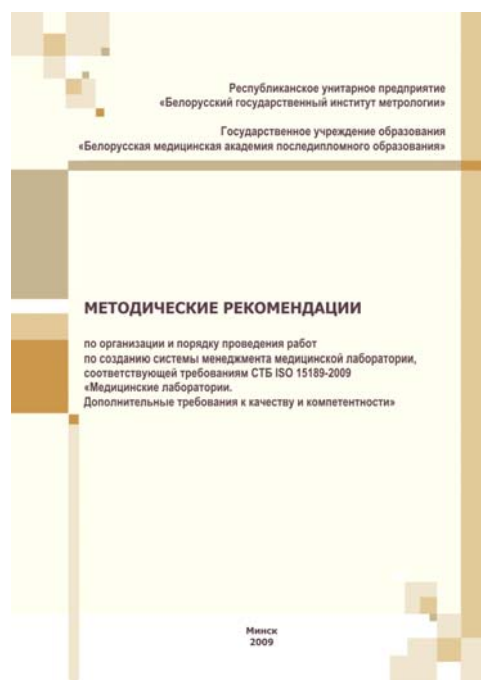 Республиканское унитарное предприятие
«Белорусский государственный институт метрологии»
Государственное учреждение образования
«Белорусская медицинская академия последипломного образования»
МЕТОДИЧЕСКИЕ РЕКОМЕНДАЦИИ
по организации и порядку проведения работ
по созданию системы менеджмента медицинской лаборатории,
соответствующей требованиям СТБ ISO 15189-2009
«Медицинские лаборатории.
Дополнительные требования к качеству и компетентности»
Минск
2009